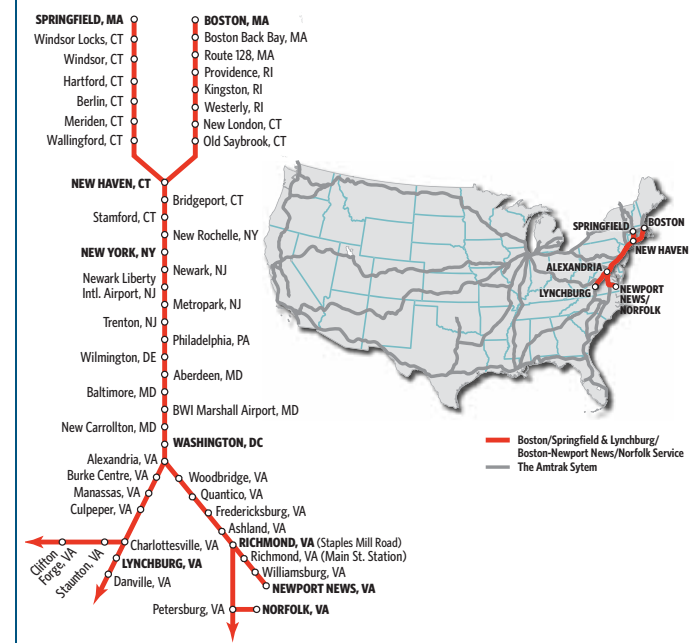 SPRINGFIELD, MA
Windsor Locks, CT
Windsor, CT
Hartford, CT
Berlin, CT
Meriden, CT
Wallingford, CT
BOSTON, MA
Boston Back Bay, MA
Route 128, MA
Providence, RI
Kingston, RI
Westerly, RI
New London, CT
Old Saybrook, CT
NEW HAVEN, CT
Bridgeport, CT
Stamford, CT
New Rochelle, NY
NEW YORK, NY
Newark, NJ
Newark Liberty
Intl. Airport, NJ
Metropark, NJ
Trenton, NJ
Philadelphia, PA
Wilmington, DE
Aberdeen, MD
Baltimore, MD
BWI Marshall Airport, MD
New Carrollton, MD
WASHINGTON, DC
Alexandria, VA
Burke Centre, VA
Manassas, VA
Culpeper, VA
Charlottesville, VA
Staunton, VA
Clifton
Forge, VA
LYNCHBURG, VA
Danville, VA
Woodbridge, VA
Quantico, VA
Fredericksburg, VA
Ashland, VA
RICHMOND, VA (Staples Mill Road)
Richmond, VA (Main St. Station)
Williamsburg, VA
NEWPORT NEWS, VA
Petersburg, VA
NORFOLK, VA
SPRINGFIELD
BOSTON
NEW HAVEN
ALEXANDRIA
LYNCHBURG
NEWPORT
NEWS/
NORFOLK
Boston/Springfield & Lynchburg/
Boston-Newport News/Norfolk Service
The Amtrak Sytem